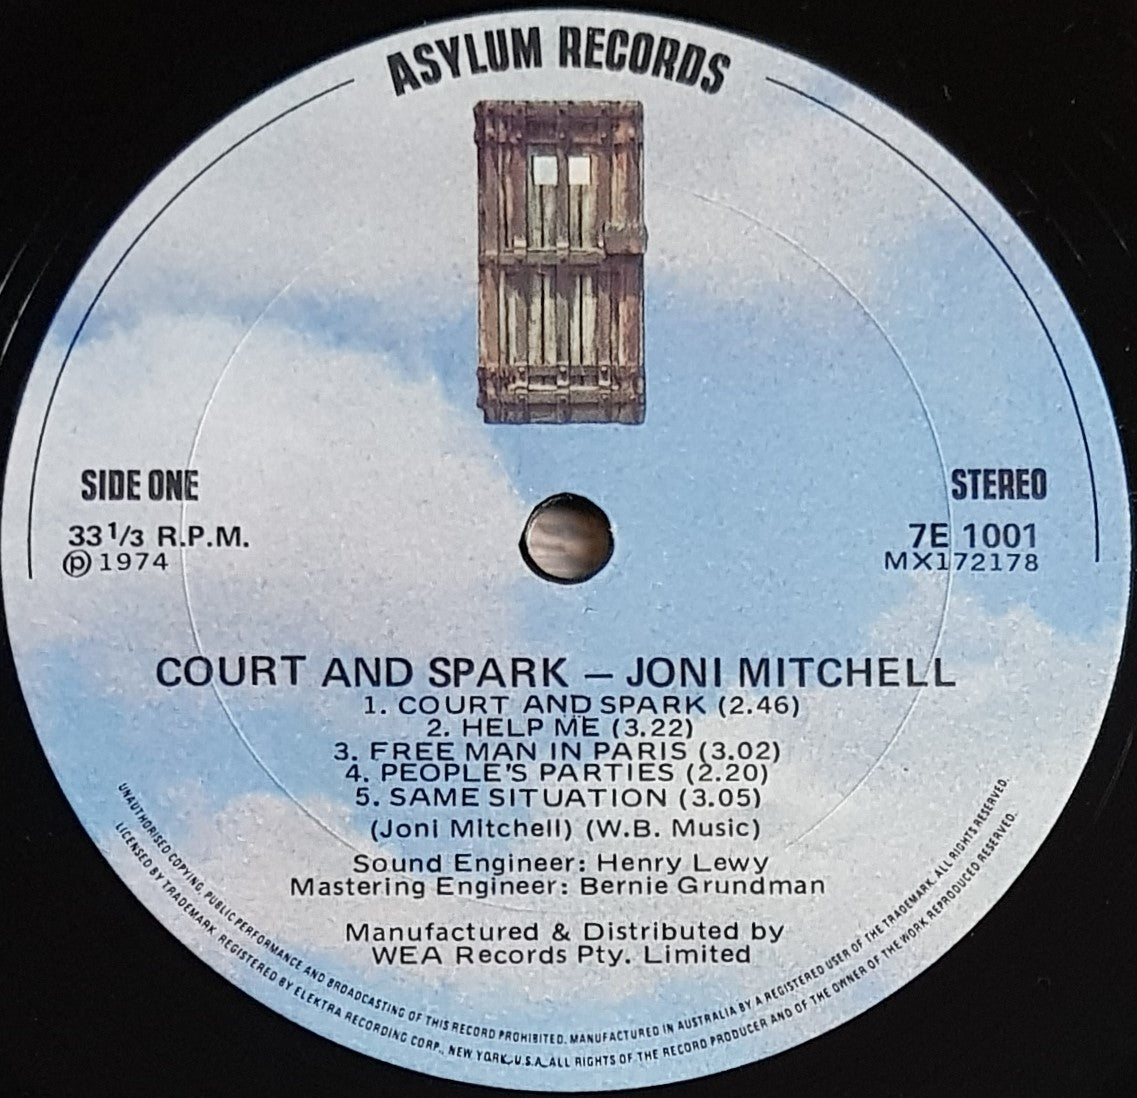 ASYLUM RECORDS
SIDE ONE
STEREO
33 1/3 R.P.M.
7E 1001
Ⓟ 1974
MX172178
COURT AND SPARK – JONI MITCHELL
1. COURT AND SPARK (2.46)
2. HELP ME (3.22)
3. FREE MAN IN PARIS (3.02)
4. PEOPLE'S PARTIES (2.20)
5. SAME SITUATION (3.05)
(Joni Mitchell) (W.B. Music)
Sound Engineer: Henry Lewy
Mastering Engineer: Bernie Grundman
Manufactured & Distributed by
WEA Records Pty. Limited
UNAUTHORISED COPYING, PUBLIC PERFORMANCE AND BROADCASTING OF THIS RECORD PROHIBITED. MANUFACTURED IN AUSTRALIA BY A REGISTERED USER OF THE TRADEMARK. ALL RIGHTS RESERVED.
LICENSED BY TRADEMARK REGISTERED BY ELEKTRA RECORDING CORP., NEW YORK U.S.A. ALL RIGHTS OF THE RECORD PRODUCER AND OF THE OWNER OF THE WORK REPRODUCED RESERVED.